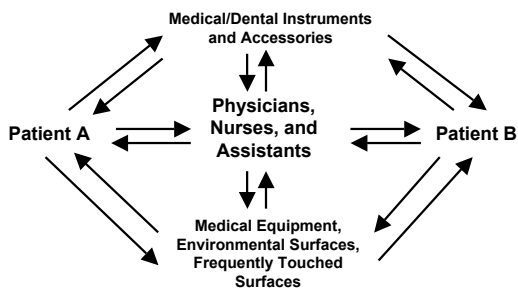 Medical/Dental Instruments
and Accessories
Physicians,
Nurses, and
Assistants
Patient A
Patient B
Medical Equipment,
Environmental Surfaces,
Frequently Touched
Surfaces